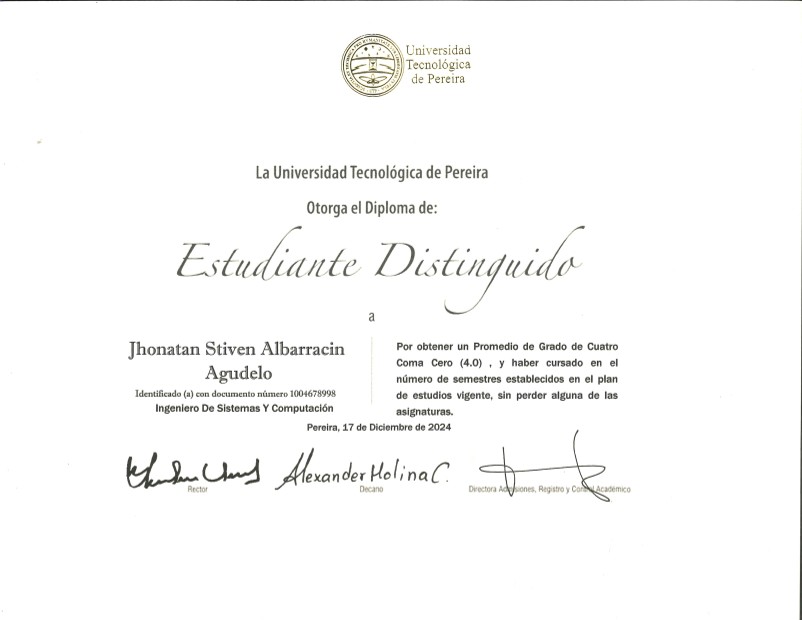 Universidad
Tecnológica
de Pereira
La Universidad Tecnológica de Pereira
Otorga el Diploma de:
Estudiante Distinguido
a
Jhonatan Stiven Albarracin
Agudelo
Identificado (a) con documento número 1004678998
Ingeniero De Sistemas Y Computación
Por obtener un Promedio de Grado de Cuatro
Coma Cero (4.0) , y haber cursado en el
número de semestres establecidos en el plan
de estudios vigente, sin perder alguna de las
asignaturas.
Pereira, 17 de Diciembre de 2024
Alexander Molina C.
Rector
Decano
Directora Admisiones, Registro y Control Académico